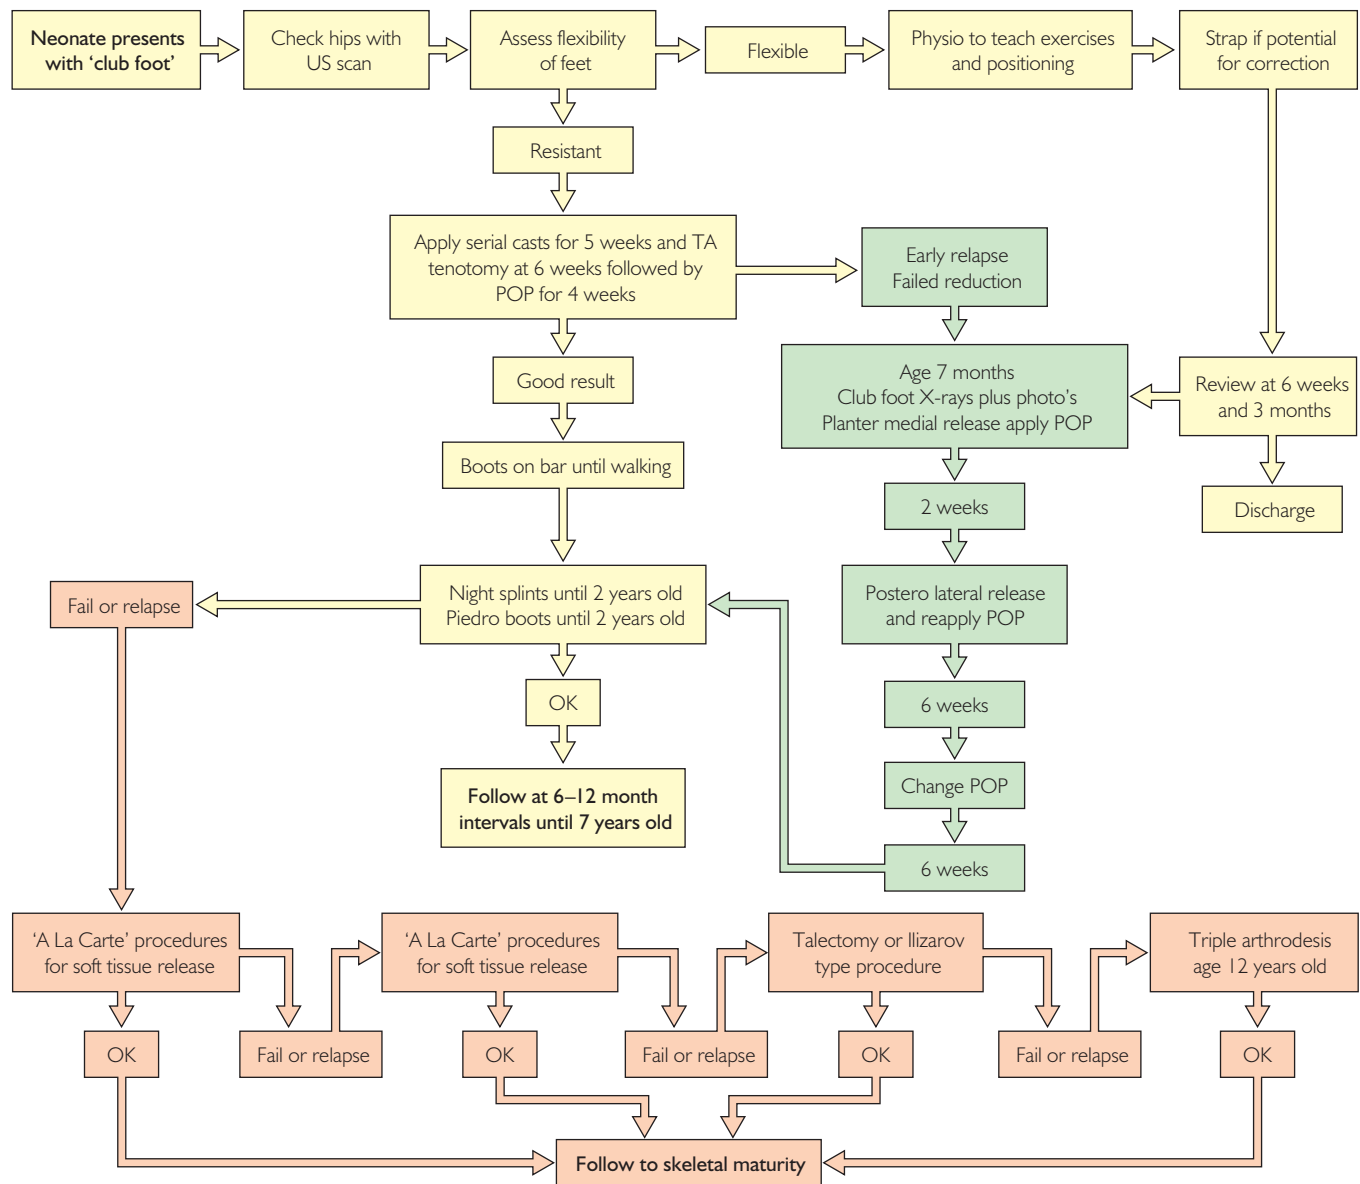 Neonate presents
with ‘club foot’
Check hips with
US scan
Assess flexibility
of feet
Flexible
Physio to teach exercises
and positioning
Strap if potential
for correction
Resistant
Apply serial casts for 5 weeks and TA
tenotomy at 6 weeks followed by
POP for 4 weeks
Early relapse
Failed reduction
Good result
Age 7 months
Club foot X-rays plus photo's
Planter medial release apply POP
Review at 6 weeks
and 3 months
Boots on bar until walking
2 weeks
Discharge
Fail or relapse
Night splints until 2 years old
Piedro boots until 2 years old
Postero lateral release
and reapply POP
OK
6 weeks
Follow at 6–12 month
intervals until 7 years old
Change POP
6 weeks
‘A La Carte’ procedures
for soft tissue release
‘A La Carte’ procedures
for soft tissue release
Talectomy or Ilizarov
type procedure
Triple arthrodesis
age 12 years old
OK
Fail or relapse
OK
Fail or relapse
OK
Fail or relapse
OK
Follow to skeletal maturity